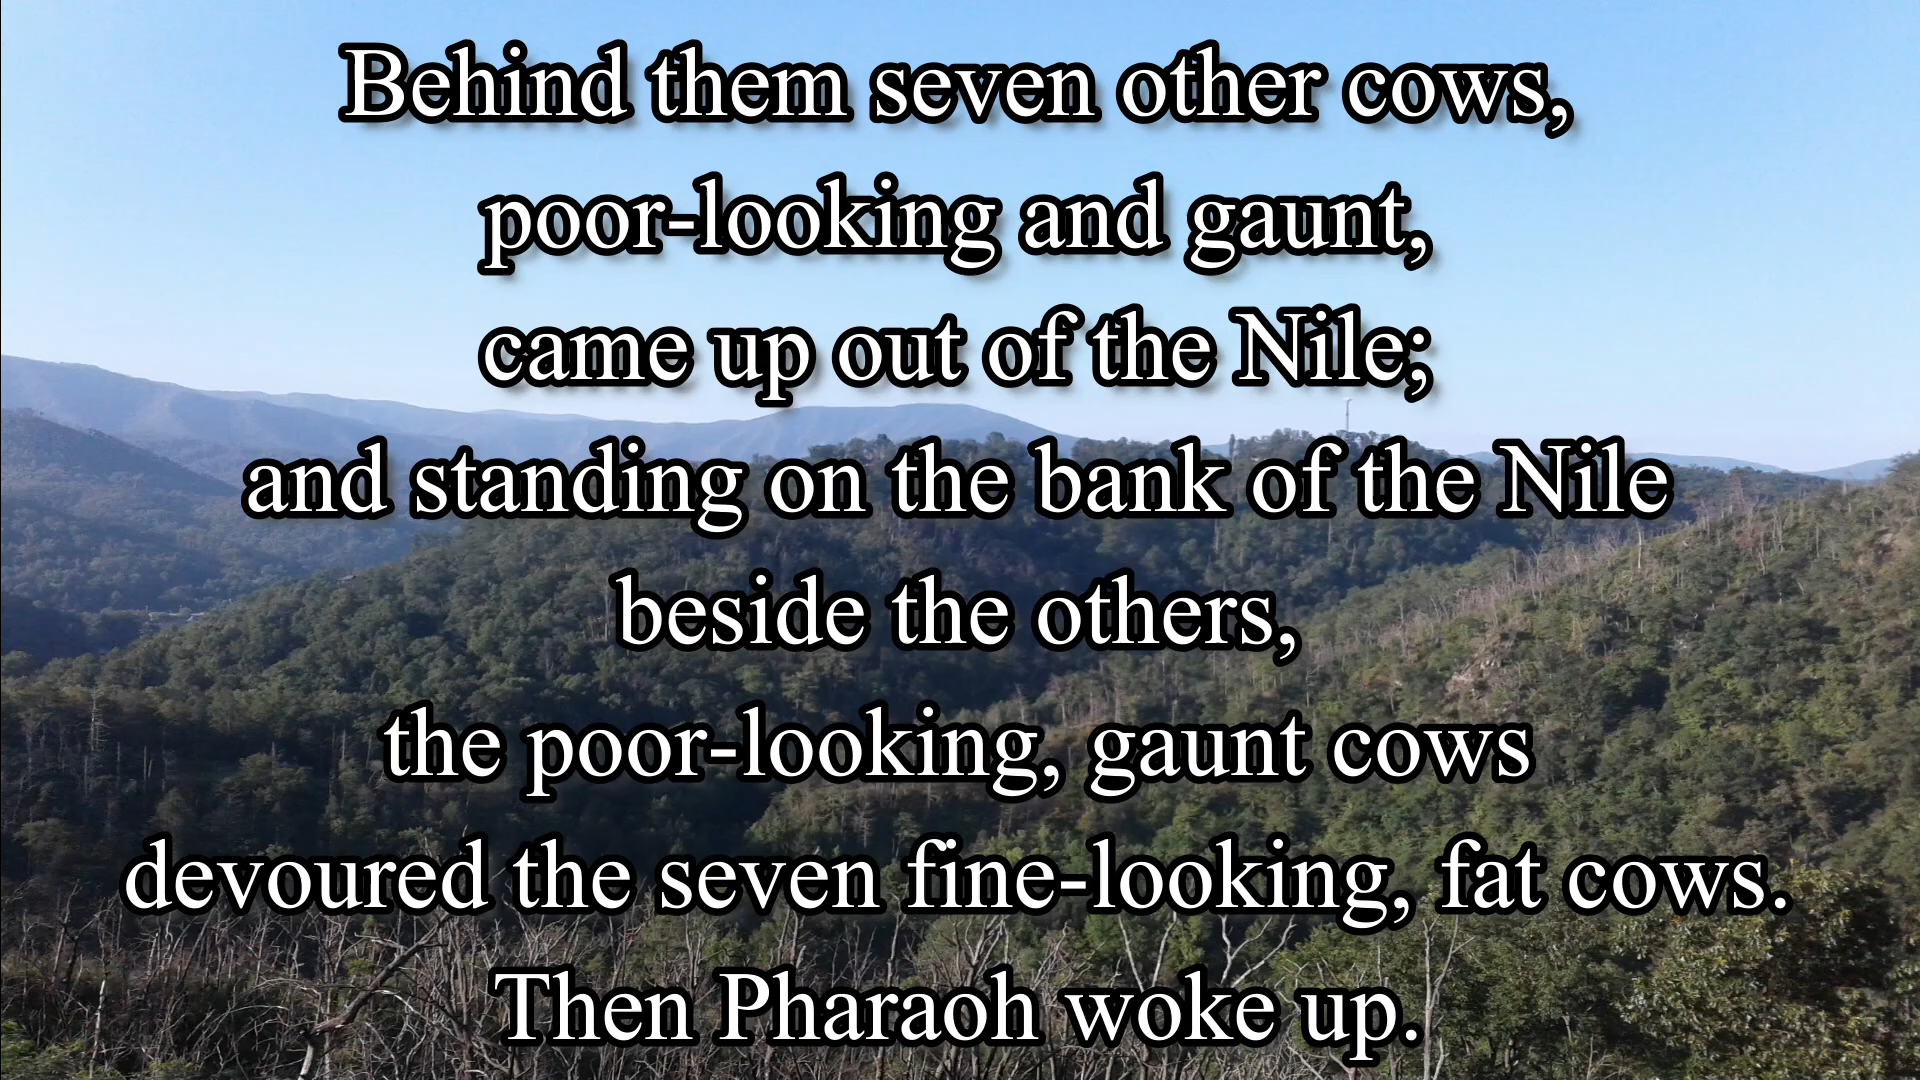 Behind them seven other cows,
poor-looking and gaunt,
came up out of the Nile;
and standing on the bank of the Nile
beside the others,
the poor-looking, gaunt cows
devoured the seven fine-looking, fat cows.
Then Pharaoh woke up.